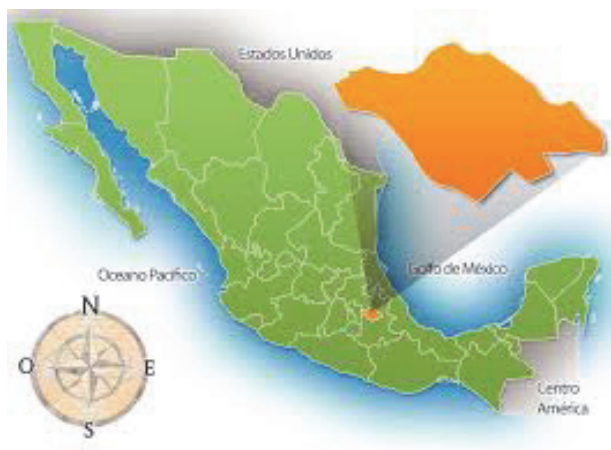 Estados Unidos
Golfo de México
Oceano Pacifico
N
O
E
S
Centro
América